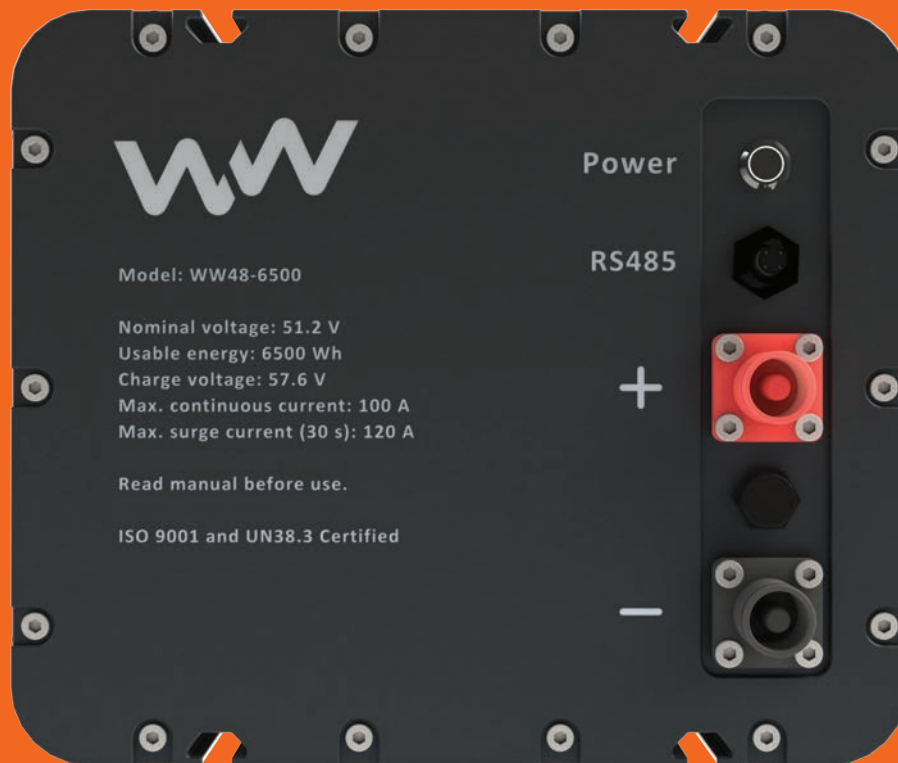 WW
Model: WW48-6500
Nominal voltage: 51.2 V
Usable energy: 6500 Wh
Charge voltage: 57.6 V
Max. continuous current: 100 A
Max. surge current (30 s): 120 A
Read manual before use.
ISO 9001 and UN38.3 Certified
Power
RS485
+
−